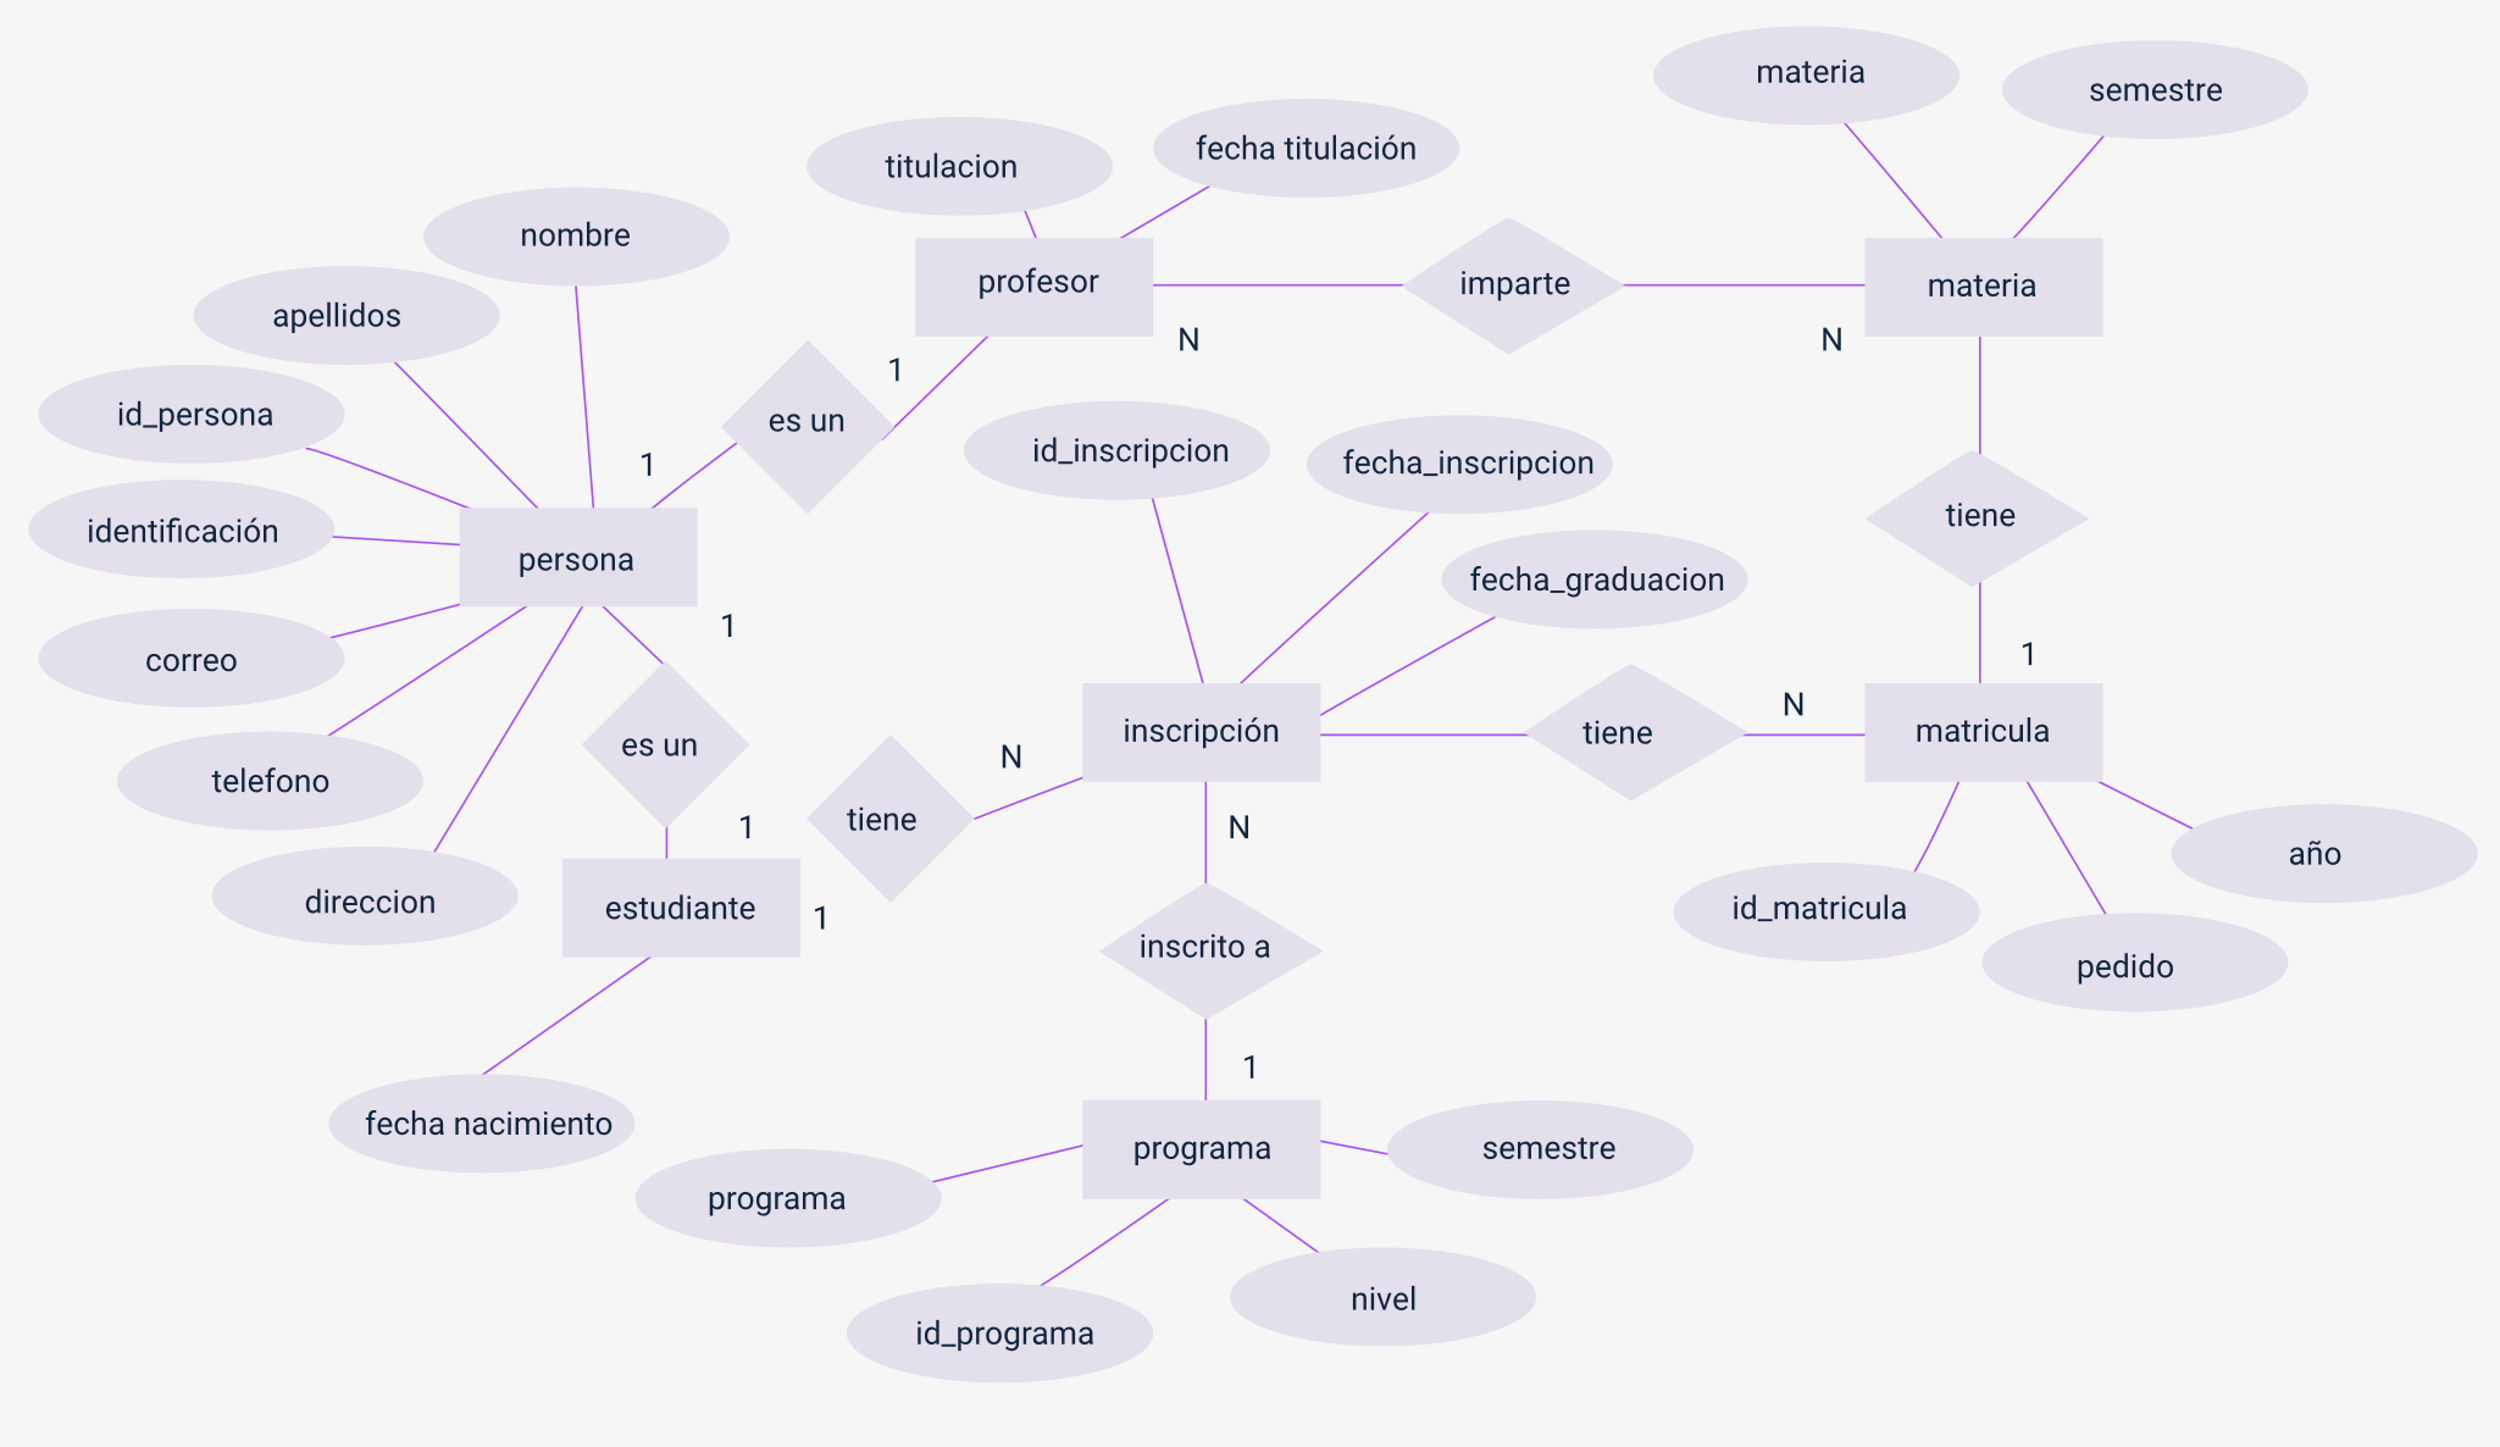 materia
semestre
fecha titulación
titulacion
nombre
profesor
imparte
materia
apellidos
N
N
1
id_persona
es un
id_inscripcion
fecha_inscripcion
1
tiene
identificación
persona
fecha_graduacion
1
1
correo
N
inscripción
tiene
matricula
es un
N
telefono
tiene
1
N
año
direccion
estudiante
1
id_matricula
inscrito a
pedido
1
fecha nacimiento
programa
semestre
programa
nivel
id_programa